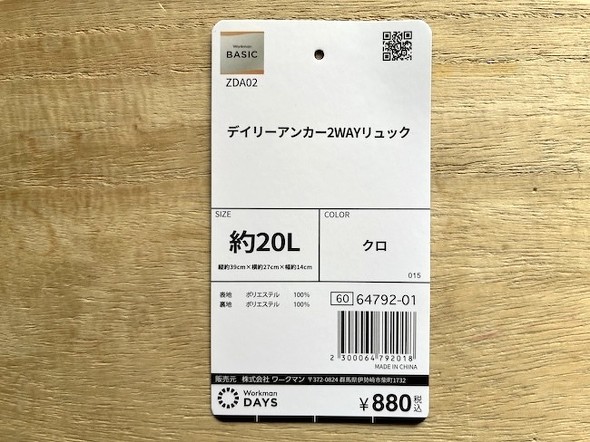 Workman
BASIC
ZDA02
デイリーアンカー2WAYリュック
SIZE
約20L
縦約39cm×横約27cm×幅約14cm
COLOR
クロ
015
表地 ポリエステル 100%
裏地 ポリエステル 100%
60 64792-01
2 300064 792018
MADE IN CHINA
販売元 株式会社 ワークマン 〒372-0824 群馬県伊勢崎市柴町1732
Workman
DAYS
¥880税込